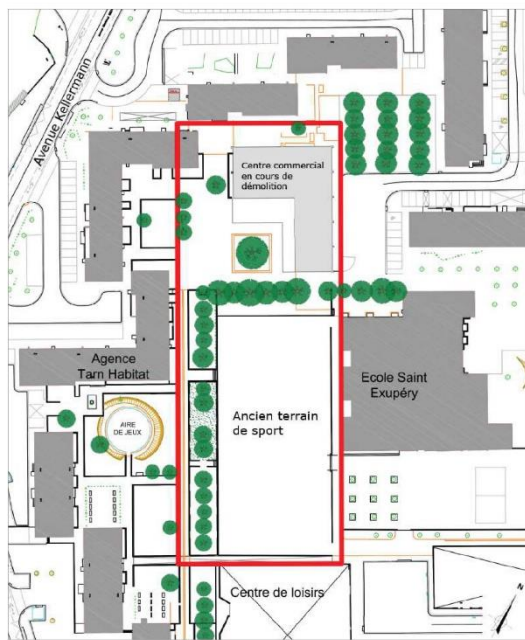 Avenue Kellermann
Centre commercial
en cours de
démolition
Agence
Tarn Habitat
Ecole Saint
Exupéry
AIRE
DE JEUX
Ancien terrain
de sport
Centre de loisirs
N